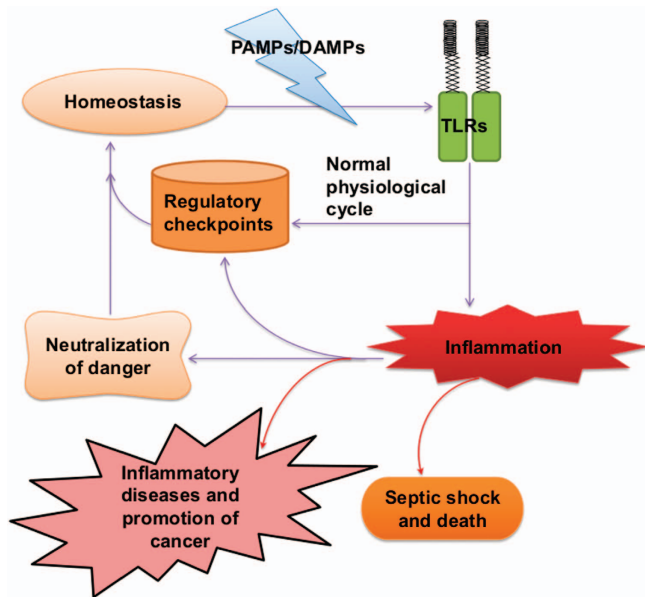 PAMPs/DAMPs
Homeostasis
TLRs
Normal
physiological
cycle
Regulatory
checkpoints
Neutralization
of danger
Inflammation
Inflammatory
diseases and
promotion of
cancer
Septic shock
and death